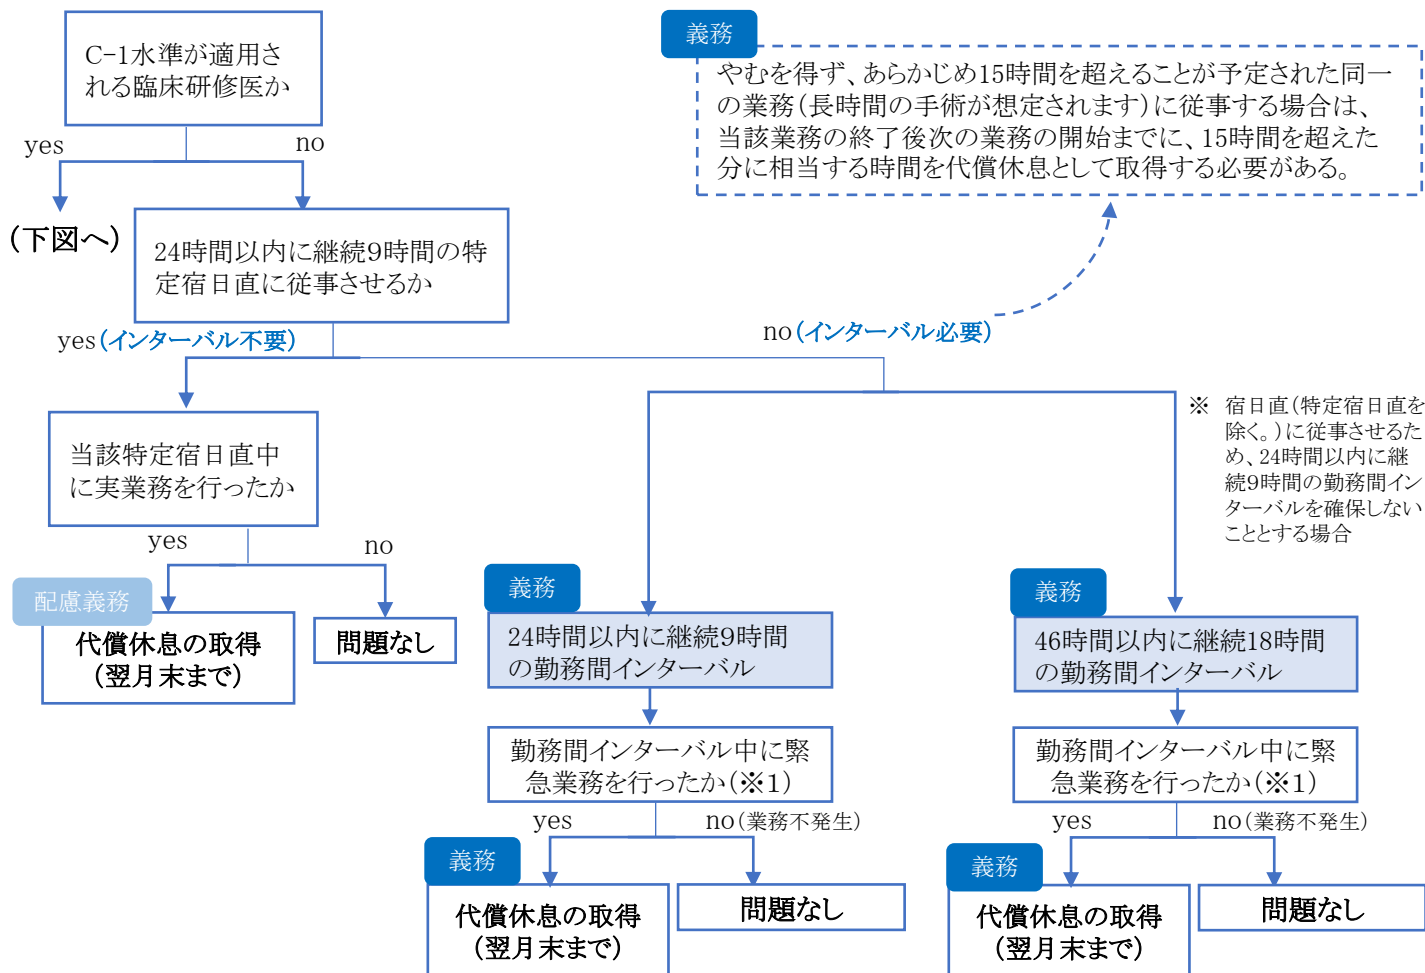 C-1水準が適用さ
れる臨床研修医か
yes
no
(下図へ)
義務
やむを得ず、あらかじめ15時間を超えることが予定された同一
の業務(長時間の手術が想定されます)に従事する場合は、
当該業務の終了後次の業務の開始までに、15時間を超えた
分に相当する時間を代償休息として取得する必要がある。
24時間以内に継続9時間の特
定宿日直に従事させるか
yes(インターバル不要)
no(インターバル必要)
当該特定宿日直中
に実業務を行ったか
※ 宿日直(特定宿日直を
除く。)に従事させるた
め、24時間以内に継
続9時間の勤務間イン
ターバルを確保しない
こととする場合
yes
no
配慮義務
代償休息の取得
(翌月末まで)
問題なし
義務
24時間以内に継続9時間
の勤務間インターバル
義務
46時間以内に継続18時間
の勤務間インターバル
勤務間インターバル中に緊
急業務を行ったか(※1)
勤務間インターバル中に緊
急業務を行ったか(※1)
yes
no(業務不発生)
yes
no(業務不発生)
義務
代償休息の取得
(翌月末まで)
問題なし
義務
代償休息の取得
(翌月末まで)
問題なし